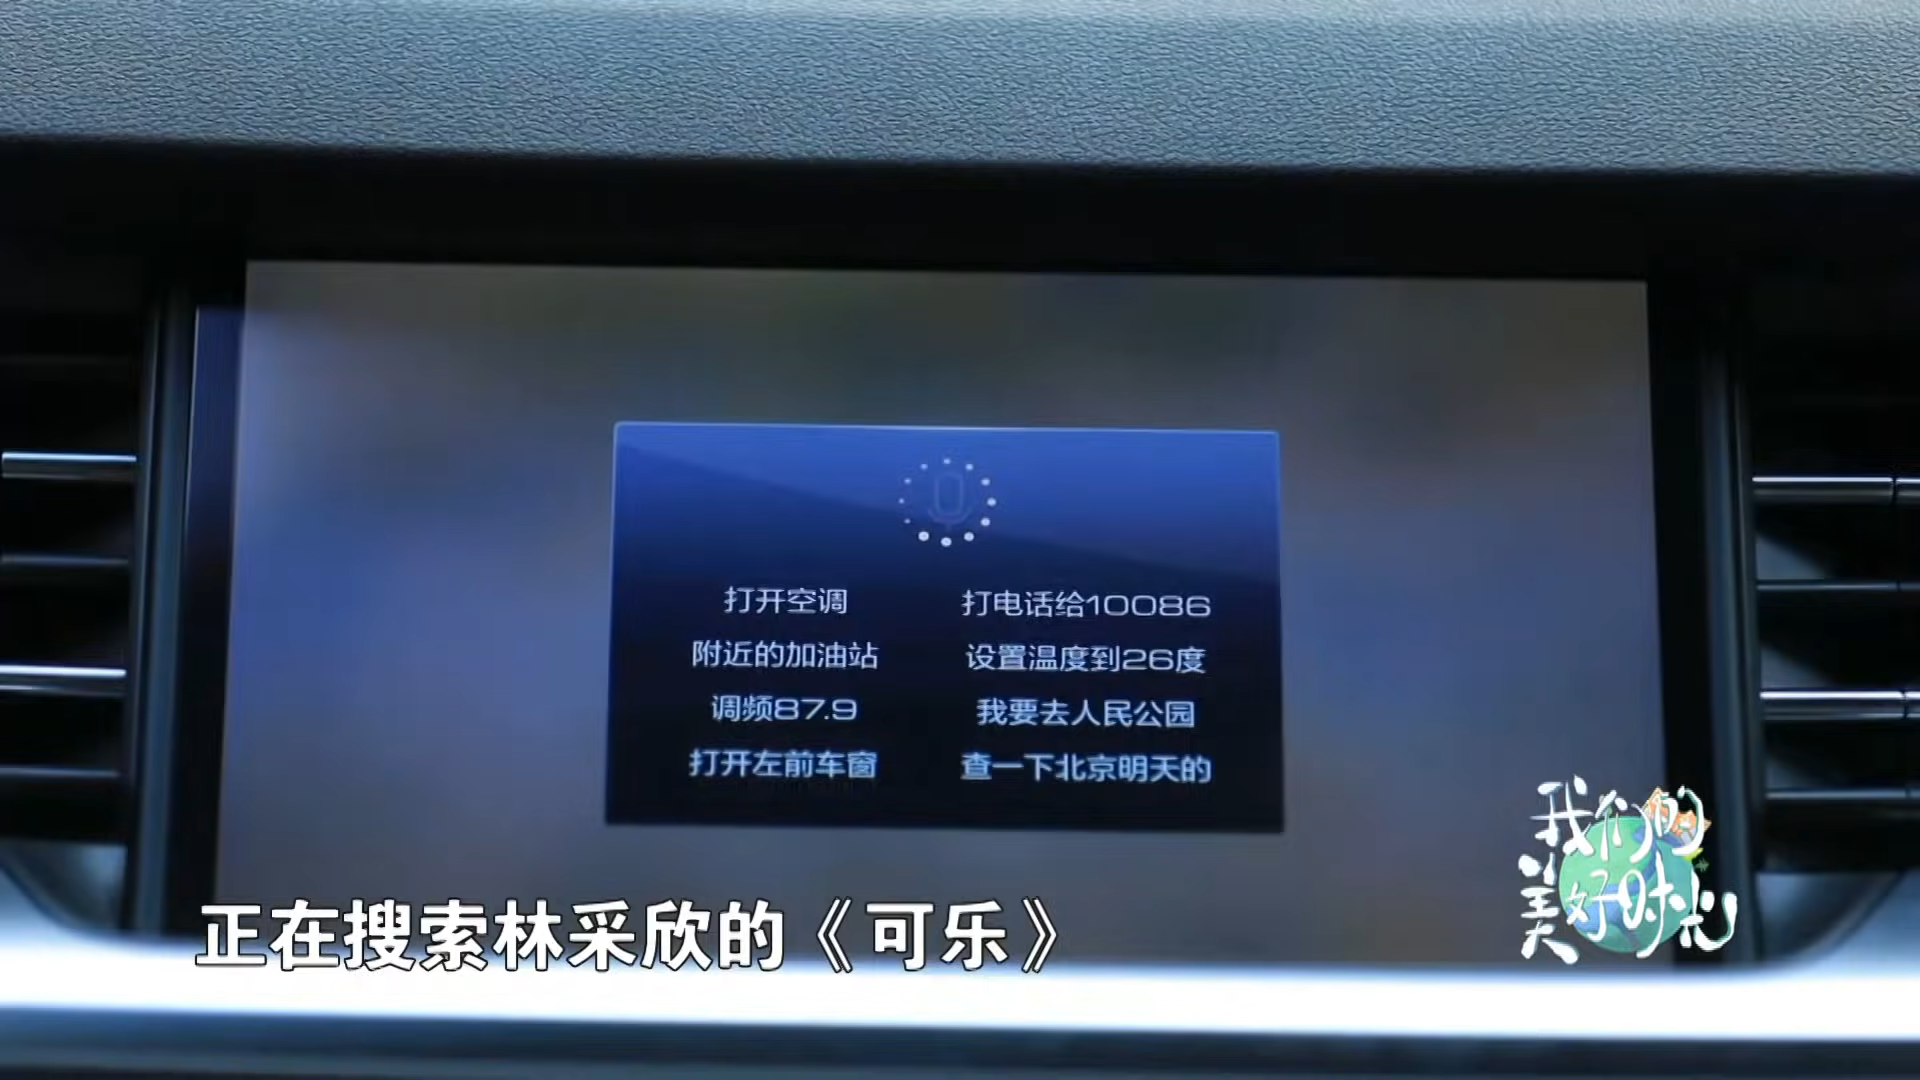 打开空调 打电话给10086
附近的加油站 设置温度到26度
调频87.9 我要去人民公园
打开左前车窗 查一下北京明天的
正在搜索林采欣的《可乐》
我们的
美好时光